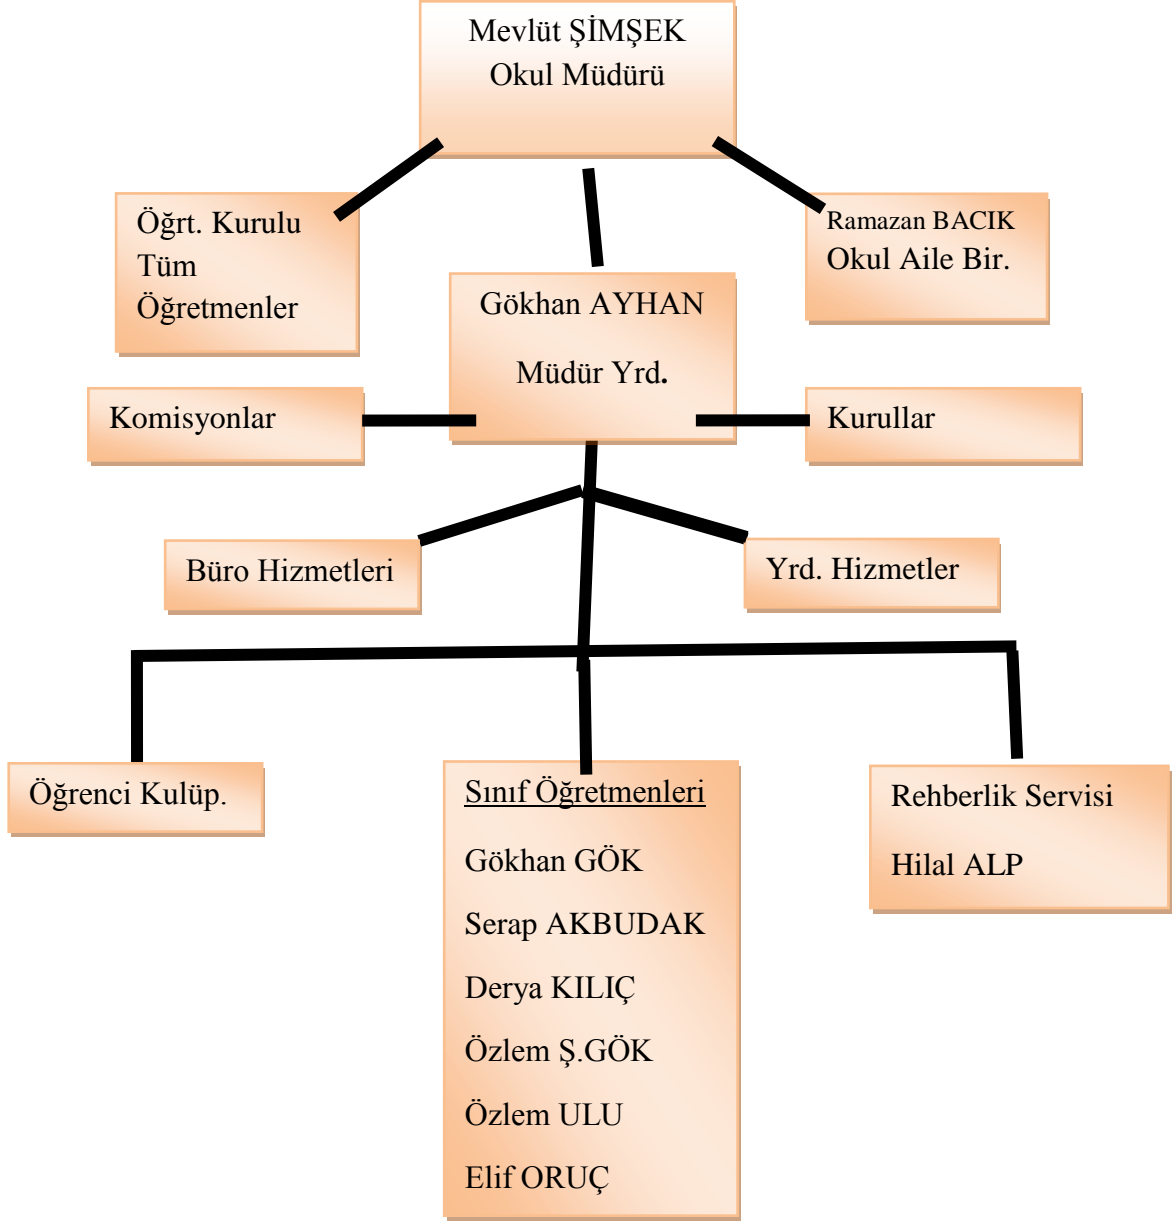 Mevlüt ŞİMŞEK
Okul Müdürü
Öğrt. Kurulu
Tüm
Öğretmenler
Ramazan BACIK
Okul Aile Bir.
Gökhan AYHAN
Müdür Yrd.
Komisyonlar
Kurullar
Büro Hizmetleri
Yrd. Hizmetler
Öğrenci Kulüp.
Sınıf Öğretmenleri
Gökhan GÖK
Serap AKBUDAK
Derya KILIÇ
Özlem Ş.GÖK
Özlem ULU
Elif ORUÇ
Rehberlik Servisi
Hilal ALP